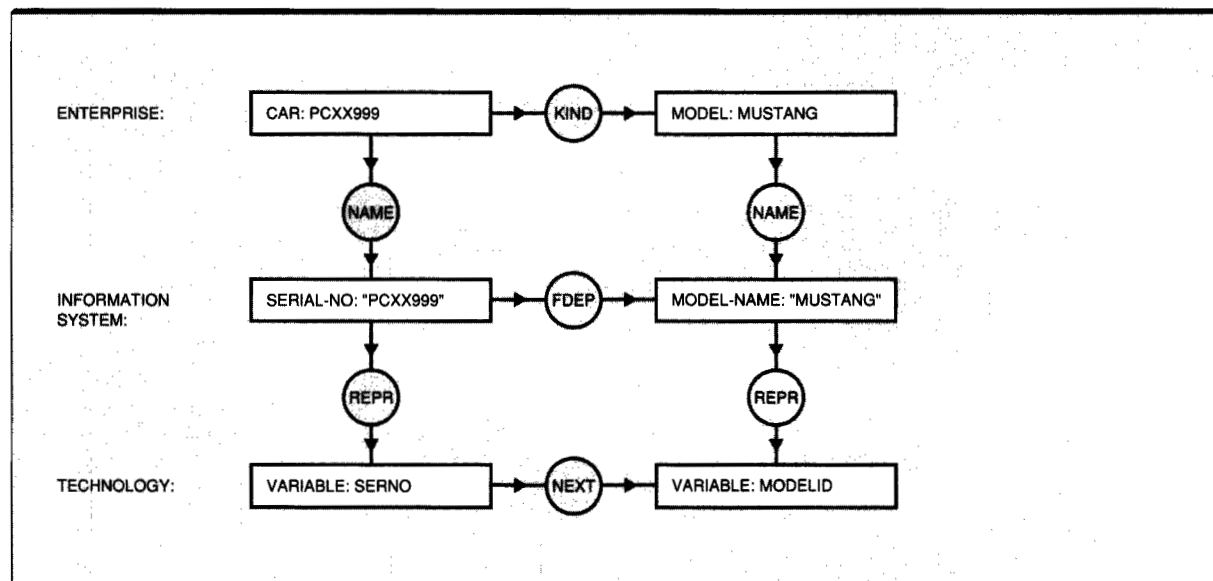 ENTERPRISE: CAR: PCXX999 KIND MODEL: MUSTANG
NAME NAME
INFORMATION SERIAL-NO: "PCXX999" FDEP MODEL-NAME: "MUSTANG"
SYSTEM:
REPR REPR
TECHNOLOGY: VARIABLE: SERNO NEXT VARIABLE: MODELID